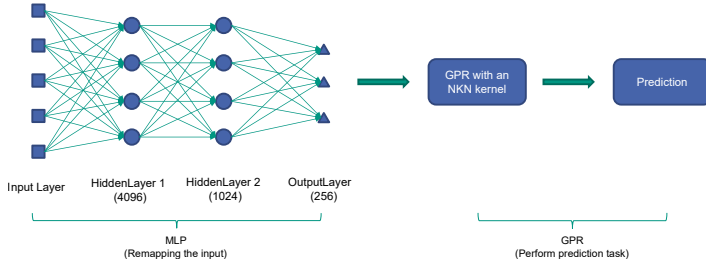 GPR with an
NKN kernel
Prediction
Input Layer
HiddenLayer 1
(4096)
HiddenLayer 2
(1024)
OutputLayer
(256)
MLP
(Remapping the input)
GPR
(Perform prediction task)